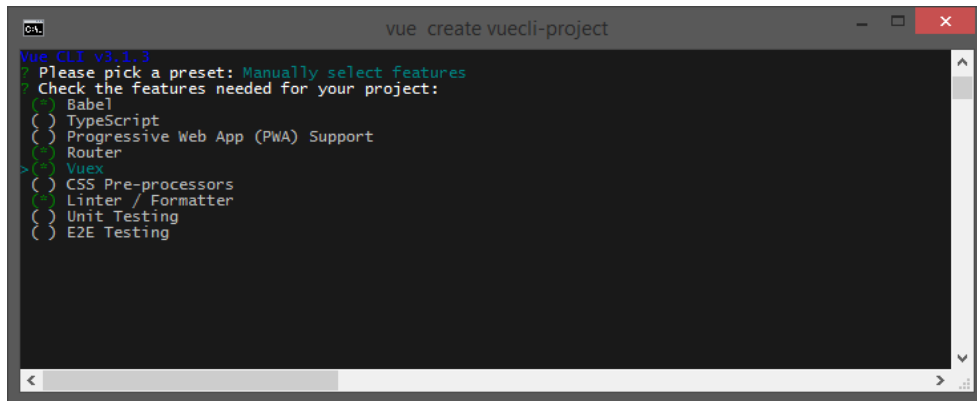 vue create vuecli-project
Vue CLI v3.1.3
? Please pick a preset: Manually select features
? Check the features needed for your project:
(*) Babel
( ) TypeScript
( ) Progressive Web App (PWA) Support
(*) Router
>(*) Vuex
( ) CSS Pre-processors
(*) Linter / Formatter
( ) Unit Testing
( ) E2E Testing